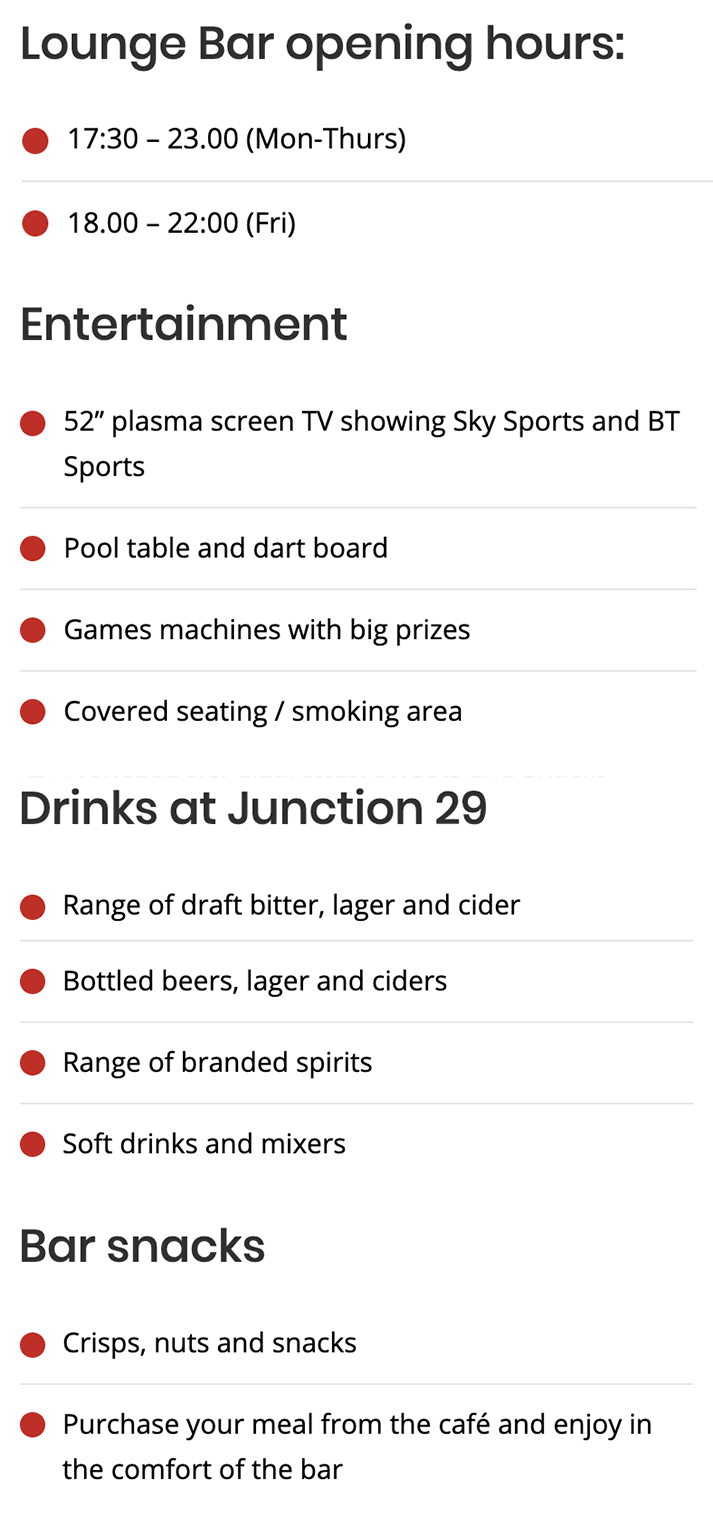 Lounge Bar opening hours:
17:30 – 23.00 (Mon-Thurs)
18.00 – 22:00 (Fri)
Entertainment
52” plasma screen TV showing Sky Sports and BT
Sports
Pool table and dart board
Games machines with big prizes
Covered seating / smoking area
Drinks at Junction 29
Range of draft bitter, lager and cider
Bottled beers, lager and ciders
Range of branded spirits
Soft drinks and mixers
Bar snacks
Crisps, nuts and snacks
Purchase your meal from the café and enjoy in
the comfort of the bar